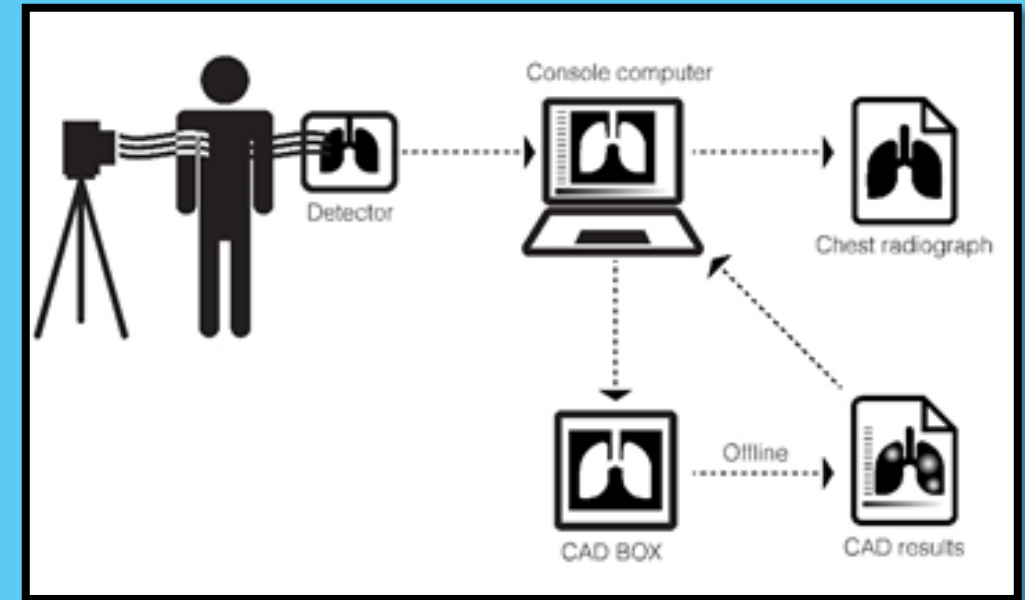 Console computer
Detector
Chest radiograph
Offline
CAD BOX
CAD results